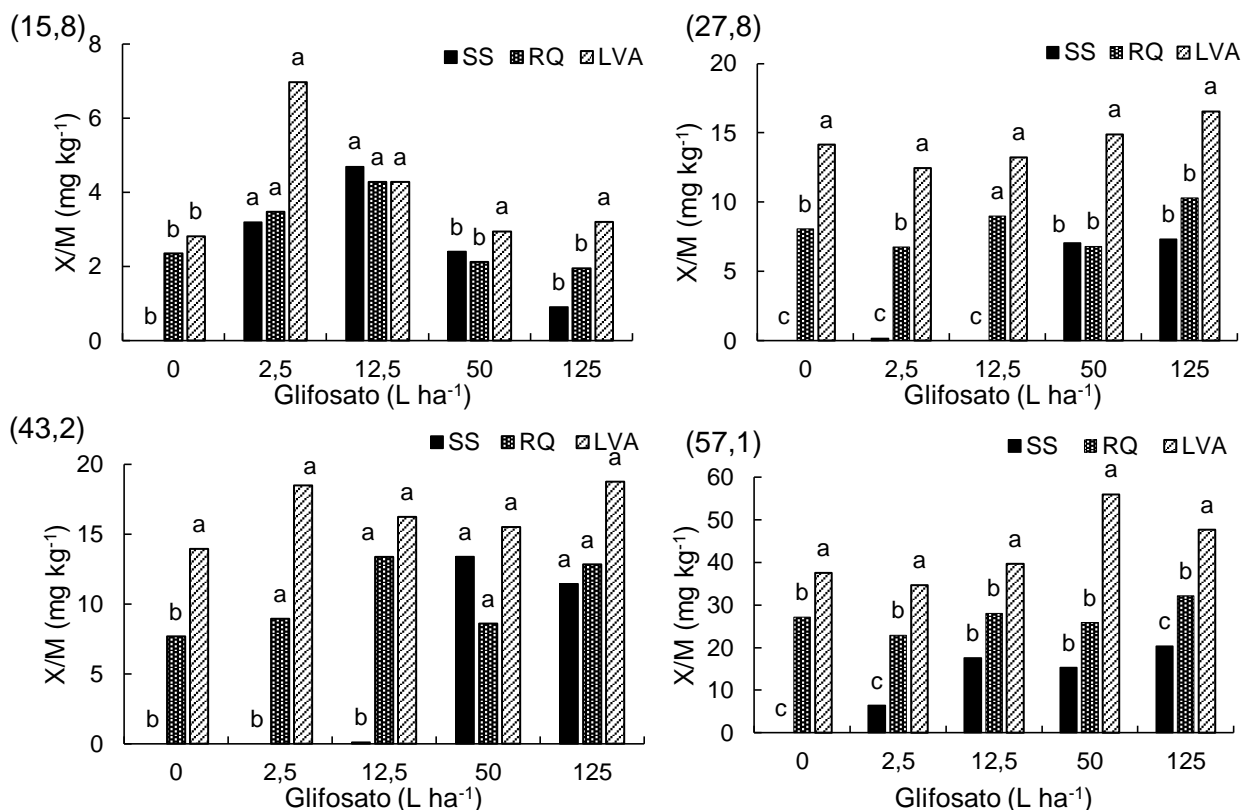 (15,8)
SS RQ LVA
X/M (mg kg⁻¹)
8
6
4
2
0
b b b
a a a
a a a
b b a
b b a
0 2,5 12,5 50 125
Glifosato (L ha⁻¹)
(27,8)
SS RQ LVA
X/M (mg kg⁻¹)
20
15
10
5
0
c b a
c b a
c a a
b b a
b b a
0 2,5 12,5 50 125
Glifosato (L ha⁻¹)
(43,2)
SS RQ LVA
X/M (mg kg⁻¹)
20
15
10
5
0
b b a
b a a
b a a
a a a
a a a
0 2,5 12,5 50 125
Glifosato (L ha⁻¹)
(57,1)
SS RQ LVA
X/M (mg kg⁻¹)
60
50
40
30
20
10
0
c b a
c b a
b b a
b b a
c b a
0 2,5 12,5 50 125
Glifosato (L ha⁻¹)